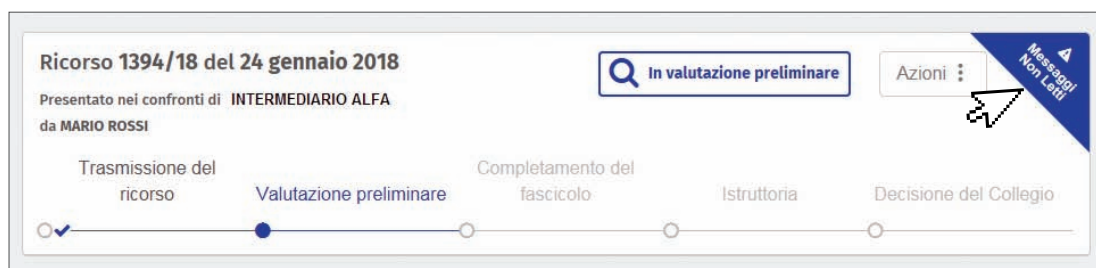 Ricorso 1394/18 del 24 gennaio 2018
In valutazione preliminare
Azioni
Messaggi
Non Letti
Presentato nei confronti di INTERMEDIARIO ALFA
da MARIO ROSSI
Trasmissione del
ricorso
Valutazione preliminare
Completamento del
fascicolo
Istruttoria
Decisione del Collegio